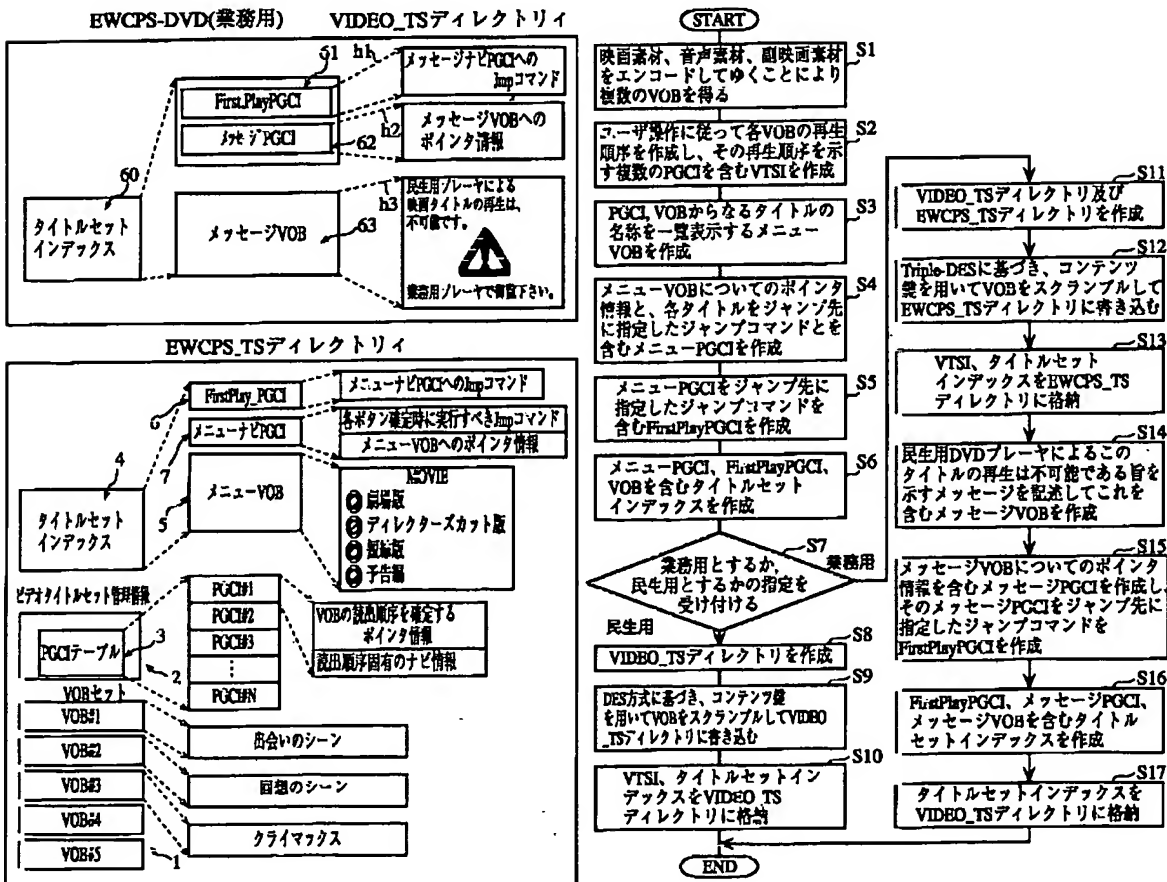 EWCPS-DVD(業務用)
VIDEO_TSディレクトリィ
61
h1
First.PlayPGCI
メッセージPGCI
h2
62
メッセージナビPGCIへの
Jmpコマンド
メッセージVOBへの
ポインタ情報
60
タイトルセット
インデックス
メッセージVOB
h3
63
民生用プレーヤによる
映画タイトルの再生は、
不可能です。
業務用プレーヤで御覧下さい。
EWCPS_TSディレクトリィ
6
FirstPlay_PGCI
メニューナビPGCI
7
メニューナビPGCIへのJmpコマンド
各ボタン確定時に実行すべきJmpコマンド
メニューVOBへのポインタ情報
4
タイトルセット
インデックス
5
メニューVOB
MOVIE
劇場版
ディレクターズカット版
短編版
予告編
ビデオタイトルセット管理情報
PGCIテーブル
3
2
PGCI#1
PGCI#2
PGCI#3
⋮
PGCI#N
VOBの読出順序を確定する
ポインタ情報
読出順序固有のナビ情報
VOBセット
VOB#1
VOB#2
VOB#3
VOB#4
VOB#5
1
出会いのシーン
回想のシーン
クライマックス
START
S1
映画素材、音声素材、副映画素材
をエンコードしてゆくことにより
複数のVOBを得る
S2
ユーザ操作に従って各VOBの再生
順序を作成し、その再生順序を示
す複数のPGCIを含むVTSIを作成
S3
PGCI, VOBからなるタイトルの
名称を一覧表示するメニュー
VOBを作成
S4
メニューVOBについてのポインタ
情報と、各タイトルをジャンプ先
に指定したジャンプコマンドとを
含むメニューPGCIを作成
S5
メニューPGCIをジャンプ先に
指定したジャンプコマンドを
含むFirstPlayPGCIを作成
S6
メニューPGCI、FirstPlayPGCI、
VOBを含むタイトルセット
インデックスを作成
S7
業務用とするか,
民生用とするかの指定を
受け付ける
業務用
民生用
S8
VIDEO_TSディレクトリを作成
S9
DES方式に基づき、コンテンツ鍵
を用いてVOBをスクランブルしてVIDEO
_TSディレクトリに書き込む
S10
VTSI、タイトルセットイン
デックスをVIDEO_TS
ディレクトリに格納
END
S11
VIDEO_TSディレクトリ及び
EWCPS_TSディレクトリを作成
S12
Triple-DESに基づき、コンテンツ
鍵を用いてVOBをスクランブルして
EWCPS_TSディレクトリに書き込む
S13
VTSI、タイトルセット
インデックスをEWCPS_TS
ディレクトリに格納
S14
民生用DVDプレーヤによるこの
タイトルの再生は不可能である旨を
示すメッセージを記述してこれを
含むメッセージVOBを作成
S15
メッセージVOBについてのポインタ
情報を含むメッセージPGCIを作成し、
そのメッセージPGCIをジャンプ先に
指定したジャンプコマンドを
FirstPlayPGCIを作成
S16
FirstPlayPGCI、メッセージPGCI、
メッセージVOBを含むタイトル
セットインデックスを作成
S17
タイトルセットインデックスを
VIDEO_TSディレクトリに格納